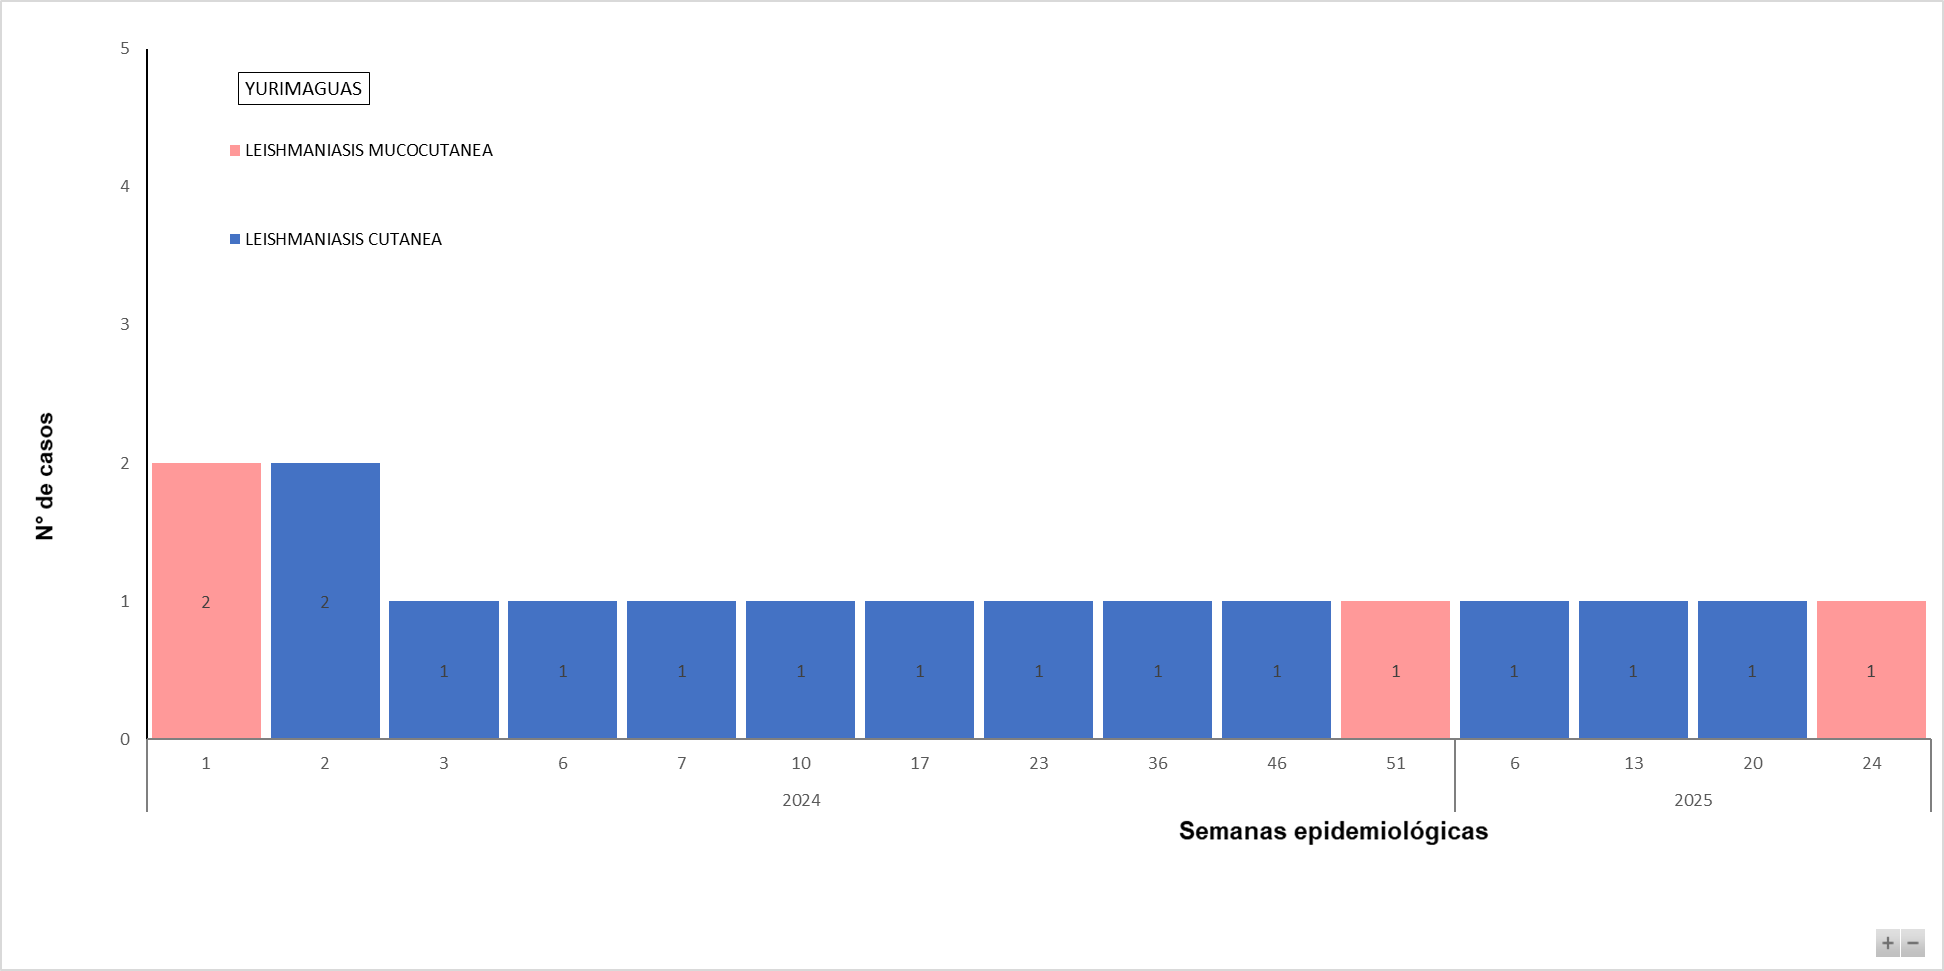 5
YURIMAGUAS
LEISHMANIASIS MUCOCUTANEA
4
LEISHMANIASIS CUTANEA
3
N° de casos
2
2 2
1
1 1 1 1 1 1 1 1 1 1 1 1 1
0
1 2 3 6 7 10 17 23 36 46 51 6 13 20 24
2024 2025
Semanas epidemiológicas
+ −